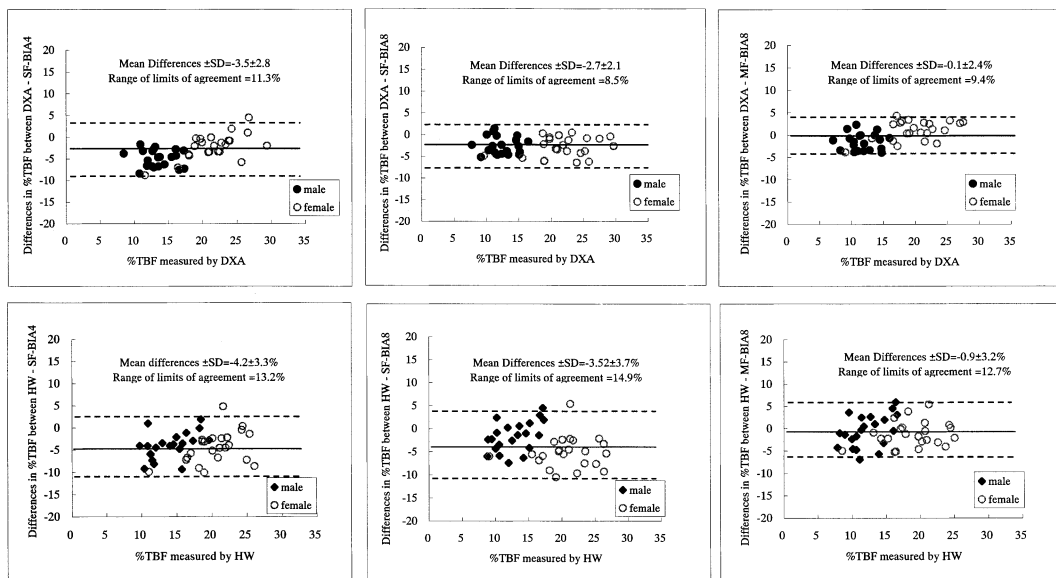 Differences in %TBF between DXA - SF-BIA4
20
15
10
5
0
-5
-10
-15
-20
Mean Differences ±SD=-3.5±2.8
Range of limits of agreement =11.3%
male
female
0 5 10 15 20 25 30 35
%TBF measured by DXA
Differences in %TBF between DXA - SF-BIA8
20
15
10
5
0
-5
-10
-15
-20
Mean Differences ±SD=-2.7±2.1
Range of limits of agreement =8.5%
male
female
0 5 10 15 20 25 30 35
%TBF measured by DXA
Differences in %TBF between DXA - MF-BIA8
20
15
10
5
0
-5
-10
-15
-20
Mean Differences ±SD=-0.1±2.4%
Range of limits of agreement =9.4%
male
female
0 5 10 15 20 25 30 35
%TBF measured by DXA
Differences in %TBF between HW - SF-BIA4
20
15
10
5
0
-5
-10
-15
-20
Mean differences ±SD=-4.2±3.3%
Range of limits of agreement =13.2%
male
female
0 5 10 15 20 25 30 35
%TBF measured by HW
Differences in %TBF between HW - SF-BIA8
20
15
10
5
0
-5
-10
-15
-20
Mean Differences ±SD=-3.52±3.7%
Range of limits of agreement =14.9%
male
female
0 5 10 15 20 25 30 35
%TBF measured by HW
Differences in %TBF between HW - MF-BIA8
20
15
10
5
0
-5
-10
-15
-20
Mean Differences ±SD=-0.9±3.2%
Range of limits of agreement =12.7%
male
female
0 5 10 15 20 25 30 35
%TBF measured by HW